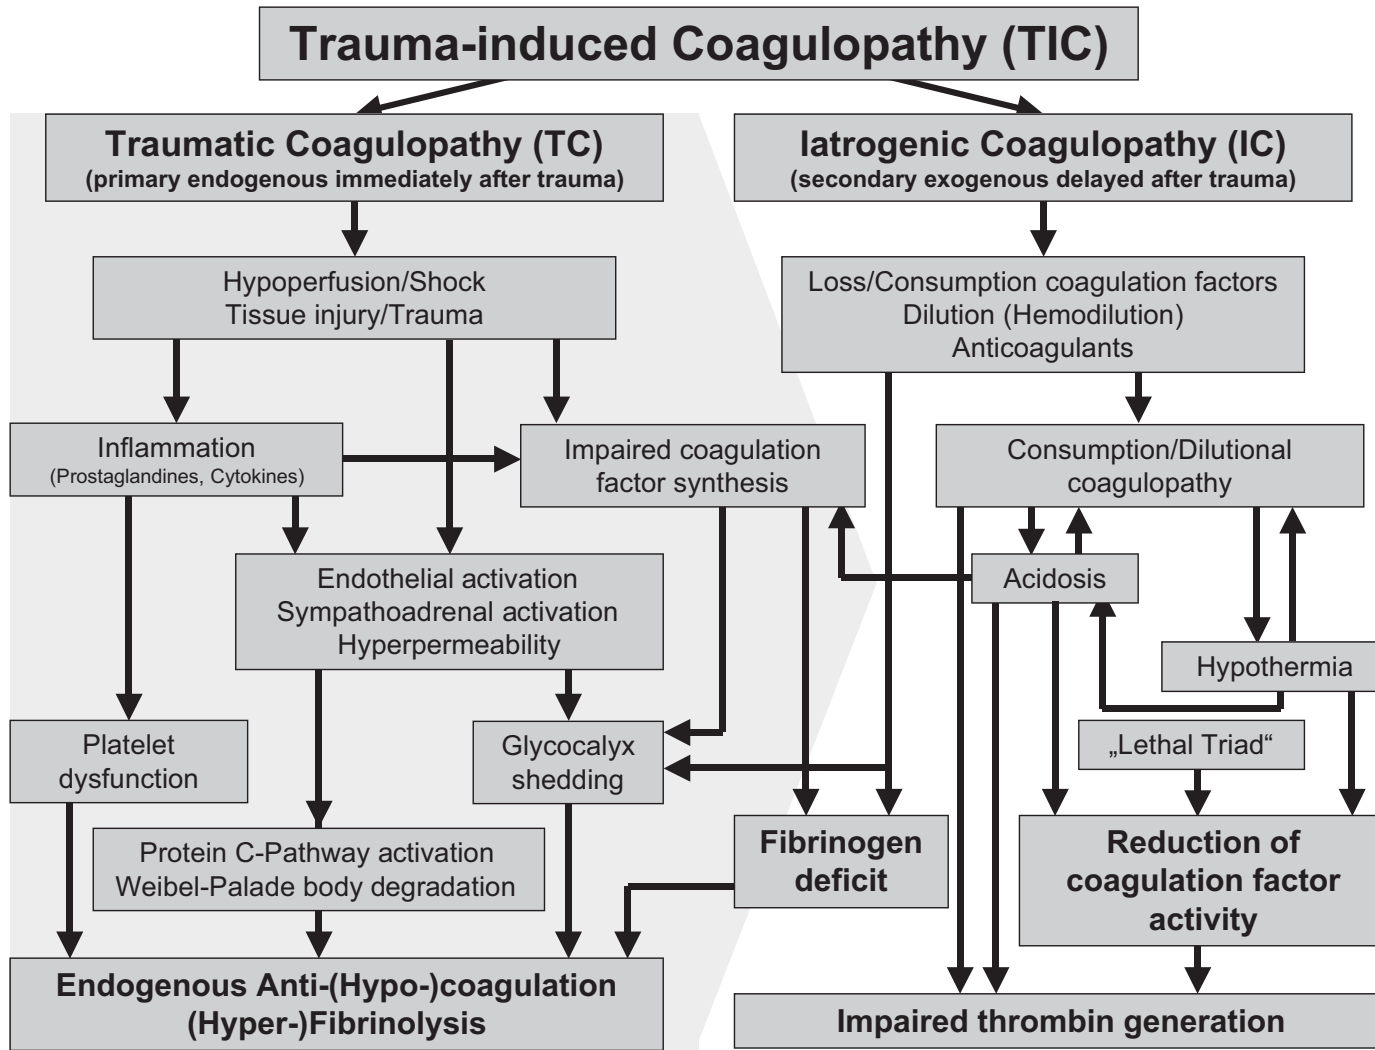 Trauma-induced Coagulopathy (TIC)
Traumatic Coagulopathy (TC)
(primary endogenous immediately after trauma)
Iatrogenic Coagulopathy (IC)
(secondary exogenous delayed after trauma)
Hypoperfusion/Shock
Tissue injury/Trauma
Loss/Consumption coagulation factors
Dilution (Hemodilution)
Anticoagulants
Inflammation
(Prostaglandines, Cytokines)
Impaired coagulation
factor synthesis
Consumption/Dilutional
coagulopathy
Endothelial activation
Sympathoadrenal activation
Hyperpermeability
Acidosis
Hypothermia
Platelet
dysfunction
Glycocalyx
shedding
„Lethal Triad“
Protein C-Pathway activation
Weibel-Palade body degradation
Fibrinogen
deficit
Reduction of
coagulation factor
activity
Endogenous Anti-(Hypo-)coagulation
(Hyper-)Fibrinolysis
Impaired thrombin generation